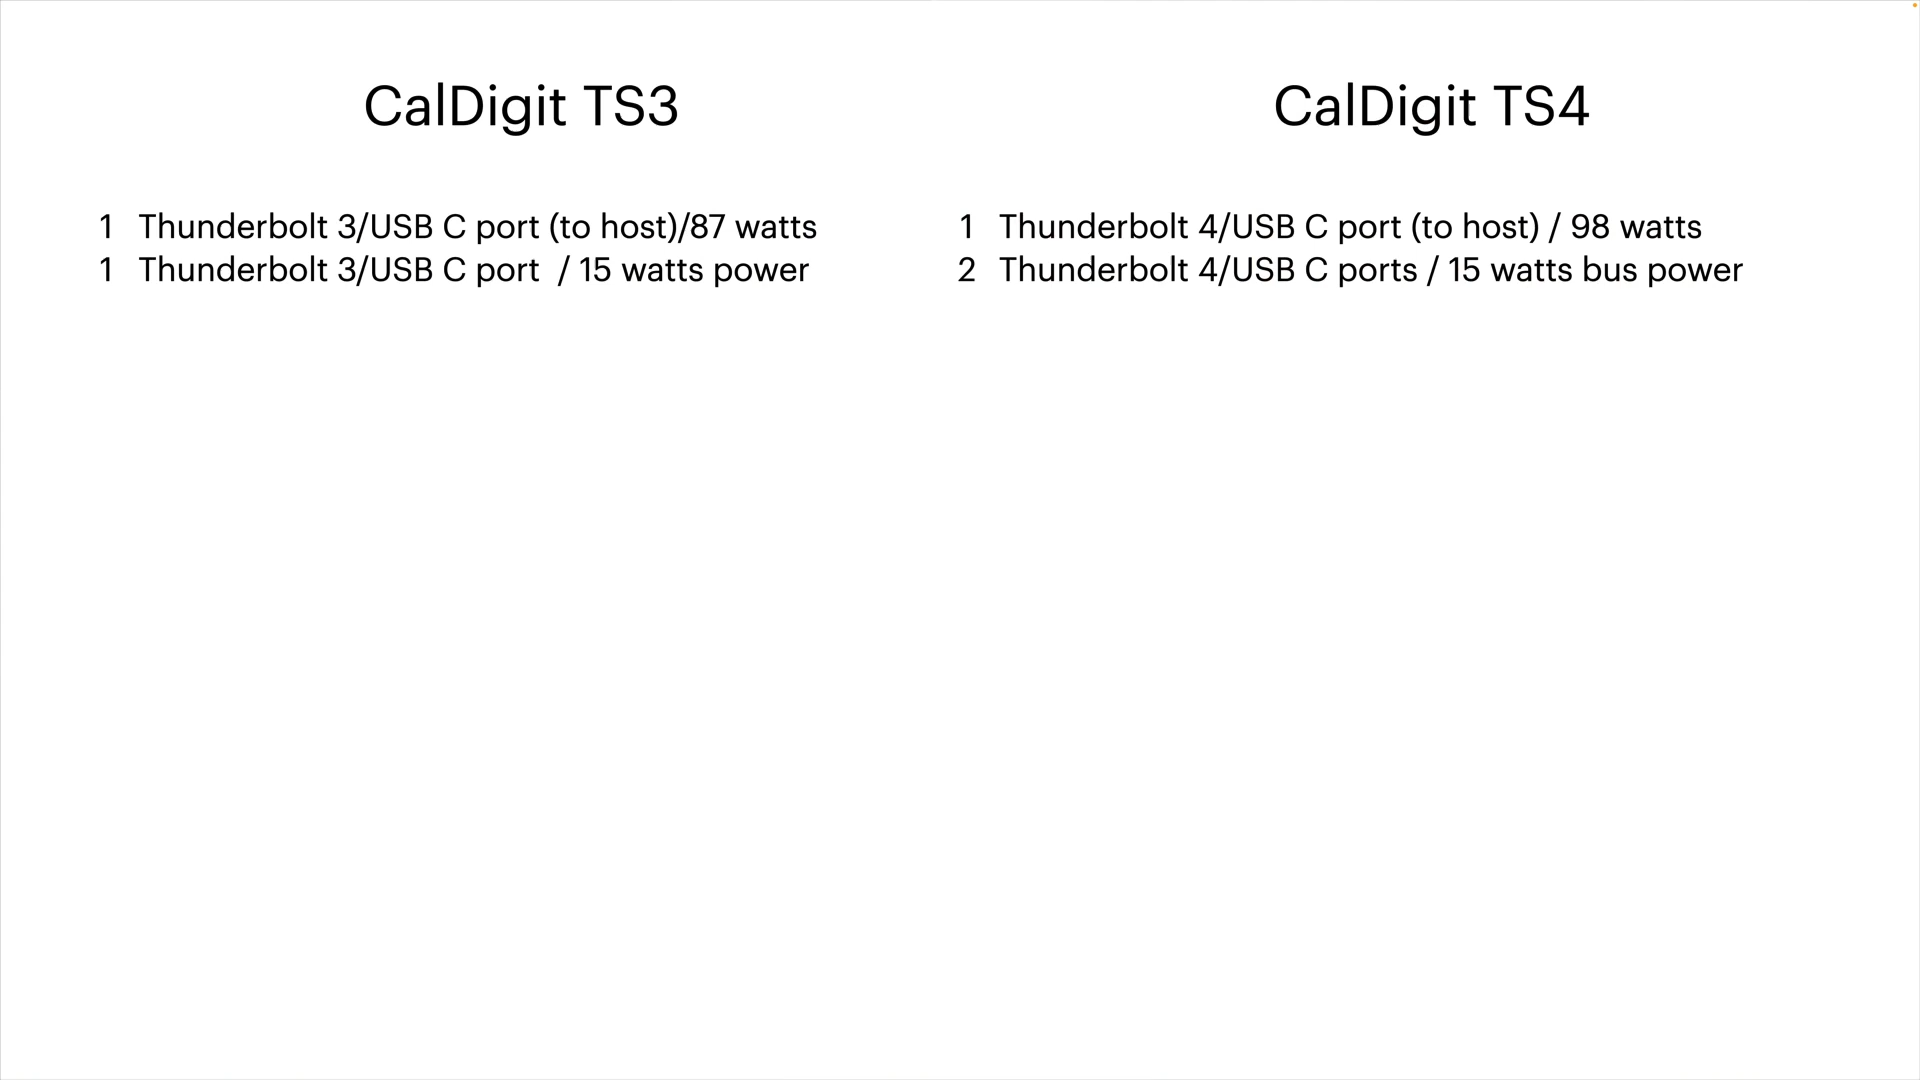 CalDigit TS3
1 Thunderbolt 3/USB C port (to host)/87 watts
1 Thunderbolt 3/USB C port / 15 watts power
CalDigit TS4
1 Thunderbolt 4/USB C port (to host) / 98 watts
2 Thunderbolt 4/USB C ports / 15 watts bus power